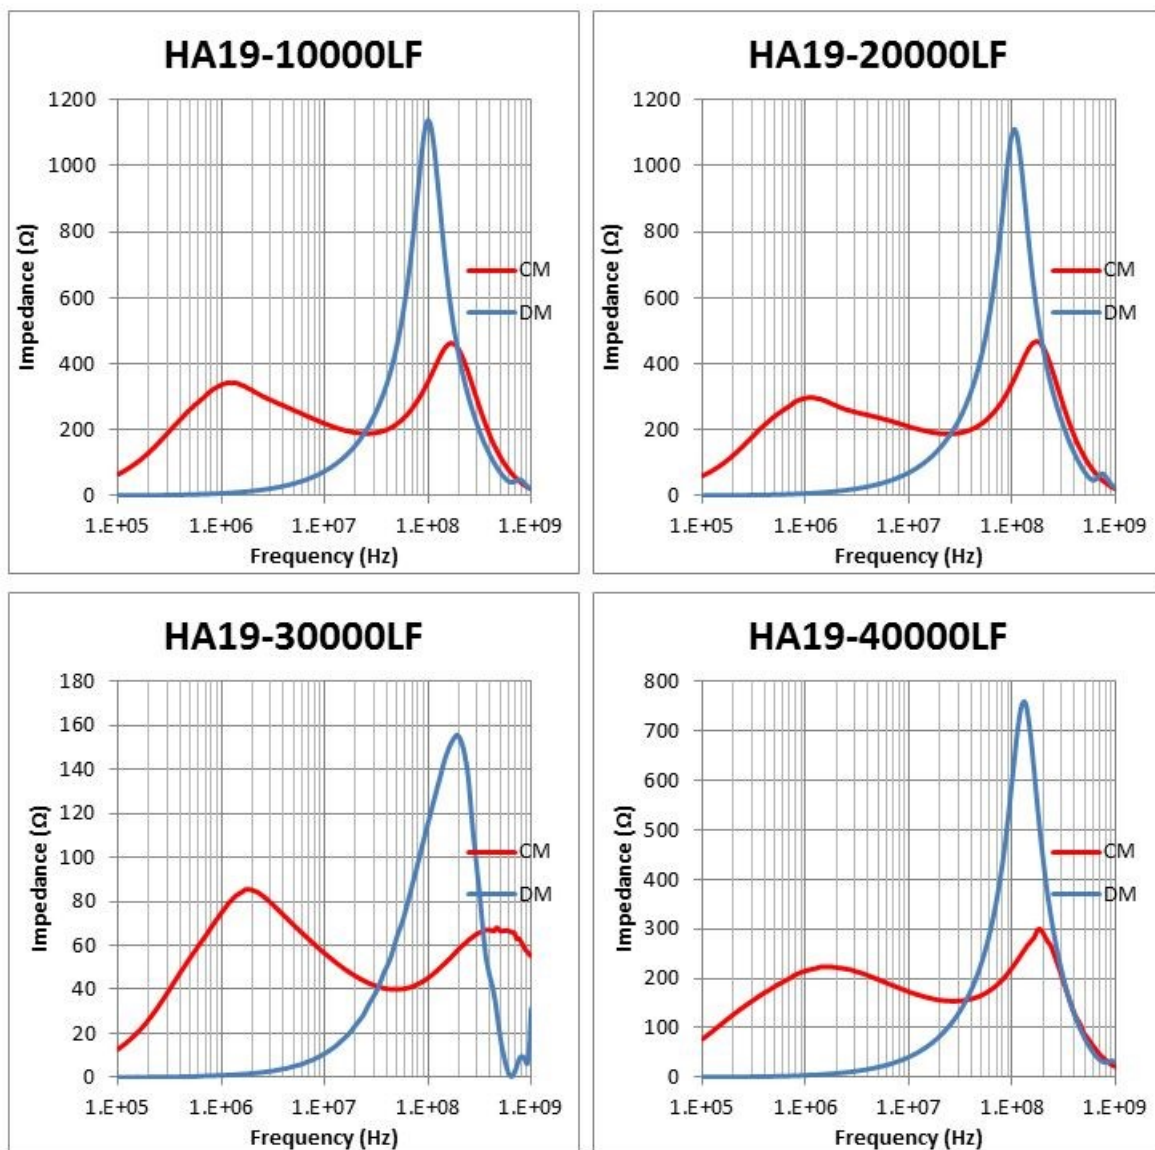 HA19-10000LF
1200
1000
800
600
400
200
0
Impedance (Ω)
CM
DM
1.E+05 1.E+06 1.E+07 1.E+08 1.E+09
Frequency (Hz)
HA19-20000LF
1200
1000
800
600
400
200
0
Impedance (Ω)
CM
DM
1.E+05 1.E+06 1.E+07 1.E+08 1.E+09
Frequency (Hz)
HA19-30000LF
180
160
140
120
100
80
60
40
20
0
Impedance (Ω)
CM
DM
1.E+05 1.E+06 1.E+07 1.E+08 1.E+09
Frequency (Hz)
HA19-40000LF
800
700
600
500
400
300
200
100
0
Impedance (Ω)
CM
DM
1.E+05 1.E+06 1.E+07 1.E+08 1.E+09
Frequency (Hz)